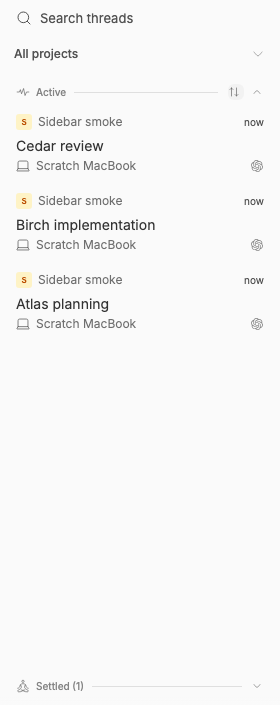 Search threads
All projects
Active
S Sidebar smoke now
Cedar review
Scratch MacBook
S Sidebar smoke now
Birch implementation
Scratch MacBook
S Sidebar smoke now
Atlas planning
Scratch MacBook
Settled (1)